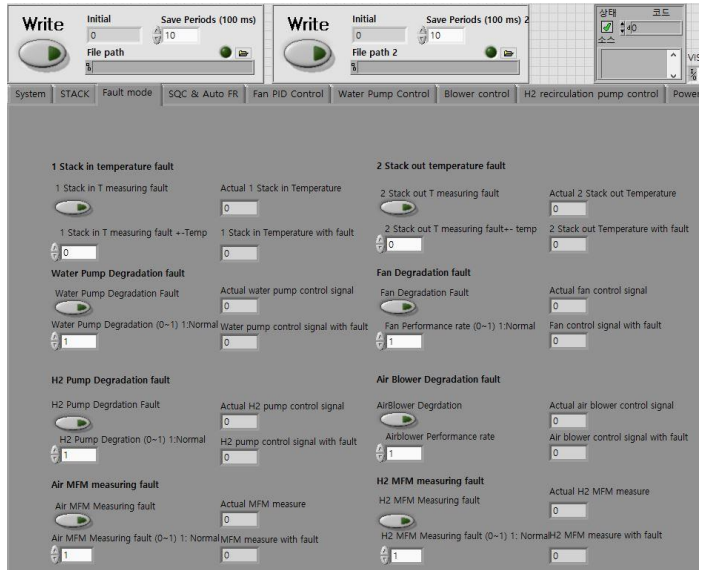 Write
Initial
0
Save Periods (100 ms)
10
File path
Write
Initial
0
Save Periods (100 ms) 2
10
File path 2
상태 코드
0
소스
VIS
System STACK Fault mode SQC & Auto FR Fan PID Control Water Pump Control Blower control H2 recirculation pump control Power
1 Stack in temperature fault
1 Stack in T measuring fault
Actual 1 Stack in Temperature
0
1 Stack in T measuring fault +-Temp
0
1 Stack in Temperature with fault
0
2 Stack out temperature fault
2 Stack out T measuring fault
Actual 2 Stack out Temperature
0
2 Stack out T measuring fault+- temp
0
2 Stack out Temperature with fault
0
Water Pump Degradation fault
Water Pump Degradation Fault
Actual water pump control signal
0
Water Pump Degradation (0~1) 1:Normal
1
Water pump control signal with fault
0
Fan Degradation fault
Fan Degradation Fault
Actual fan control signal
0
Fan Performance rate (0~1) 1:Normal
1
Fan control signal with fault
0
H2 Pump Degradation fault
H2 Pump Degrdation Fault
Actual H2 pump control signal
0
H2 Pump Degration (0~1) 1:Normal
1
H2 pump control signal with fault
0
Air Blower Degradation fault
AirBlower Degrdation
Actual air blower control signal
0
Airblower Performance rate
1
Air blower control signal with fault
0
Air MFM measuring fault
Air MFM Measuring fault
Actual MFM measure
0
Air MFM Measuring fault (0~1) 1: Normal
1
MFM measure with fault
0
H2 MFM measuring fault
H2 MFM Measuring fault
Actual H2 MFM measure
0
H2 MFM Measuring fault (0~1) 1: Normal
1
H2 MFM measure with fault
0